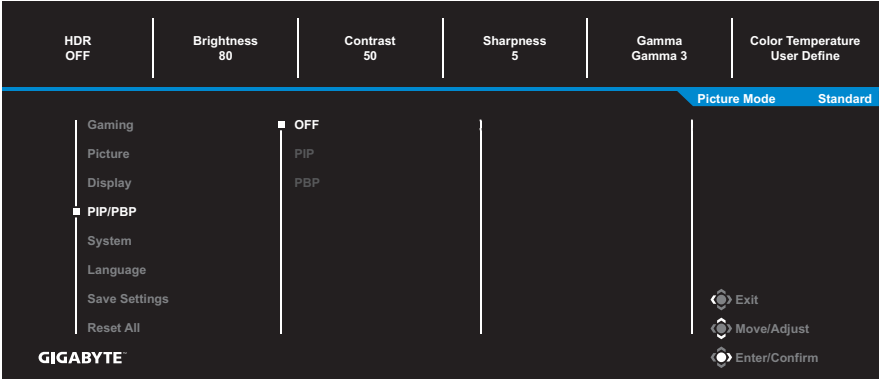 HDR Brightness Contrast Sharpness Gamma Color Temperature
OFF 80 50 5 Gamma 3 User Define
Picture Mode Standard
Gaming OFF
Picture PIP
Display PBP
PIP/PBP
System
Language
Save Settings Exit
Reset All Move/Adjust
GIGABYTE™ Enter/Confirm